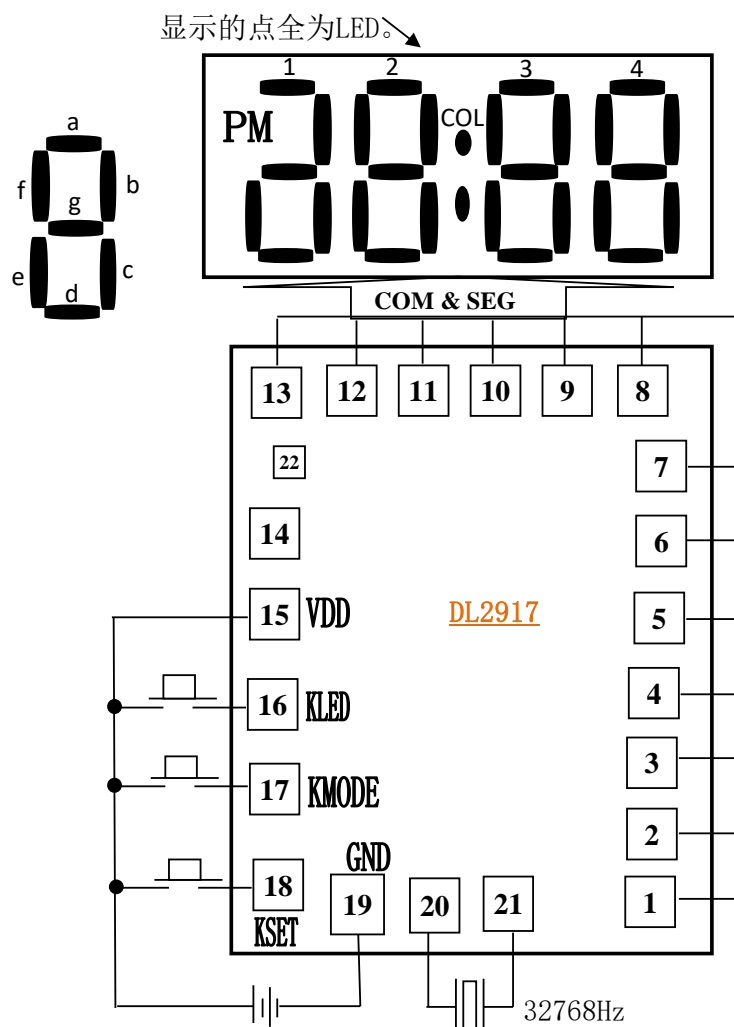 显示的点全为LED。
1 2 3 4
PM COL
a
f b
g
e c
d
COM & SEG
13 12 11 10 9 8
22 7
14 6
15 VDD DL2917 5
16 KLED 4
17 KMODE 3
2
GND
18 19 20 21 1
KSET
32768Hz